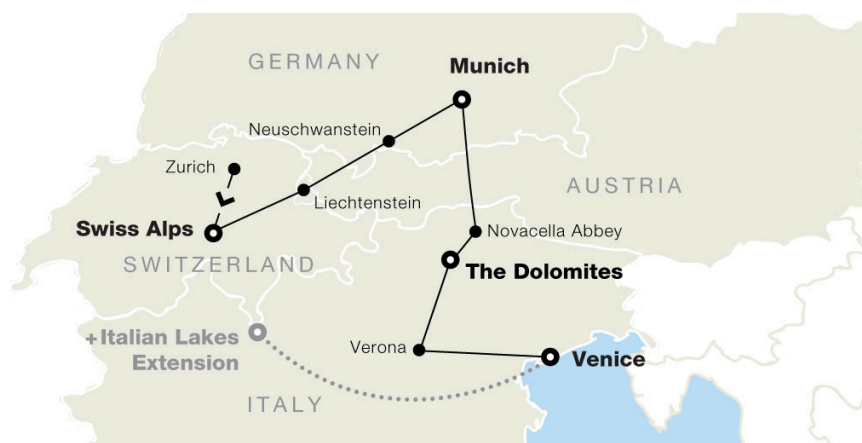 GERMANY
Munich
Neuschwanstein
Zurich
Liechtenstein
AUSTRIA
Swiss Alps
Novacella Abbey
SWITZERLAND
The Dolomites
+Italian Lakes
Extension
Verona
Venice
ITALY